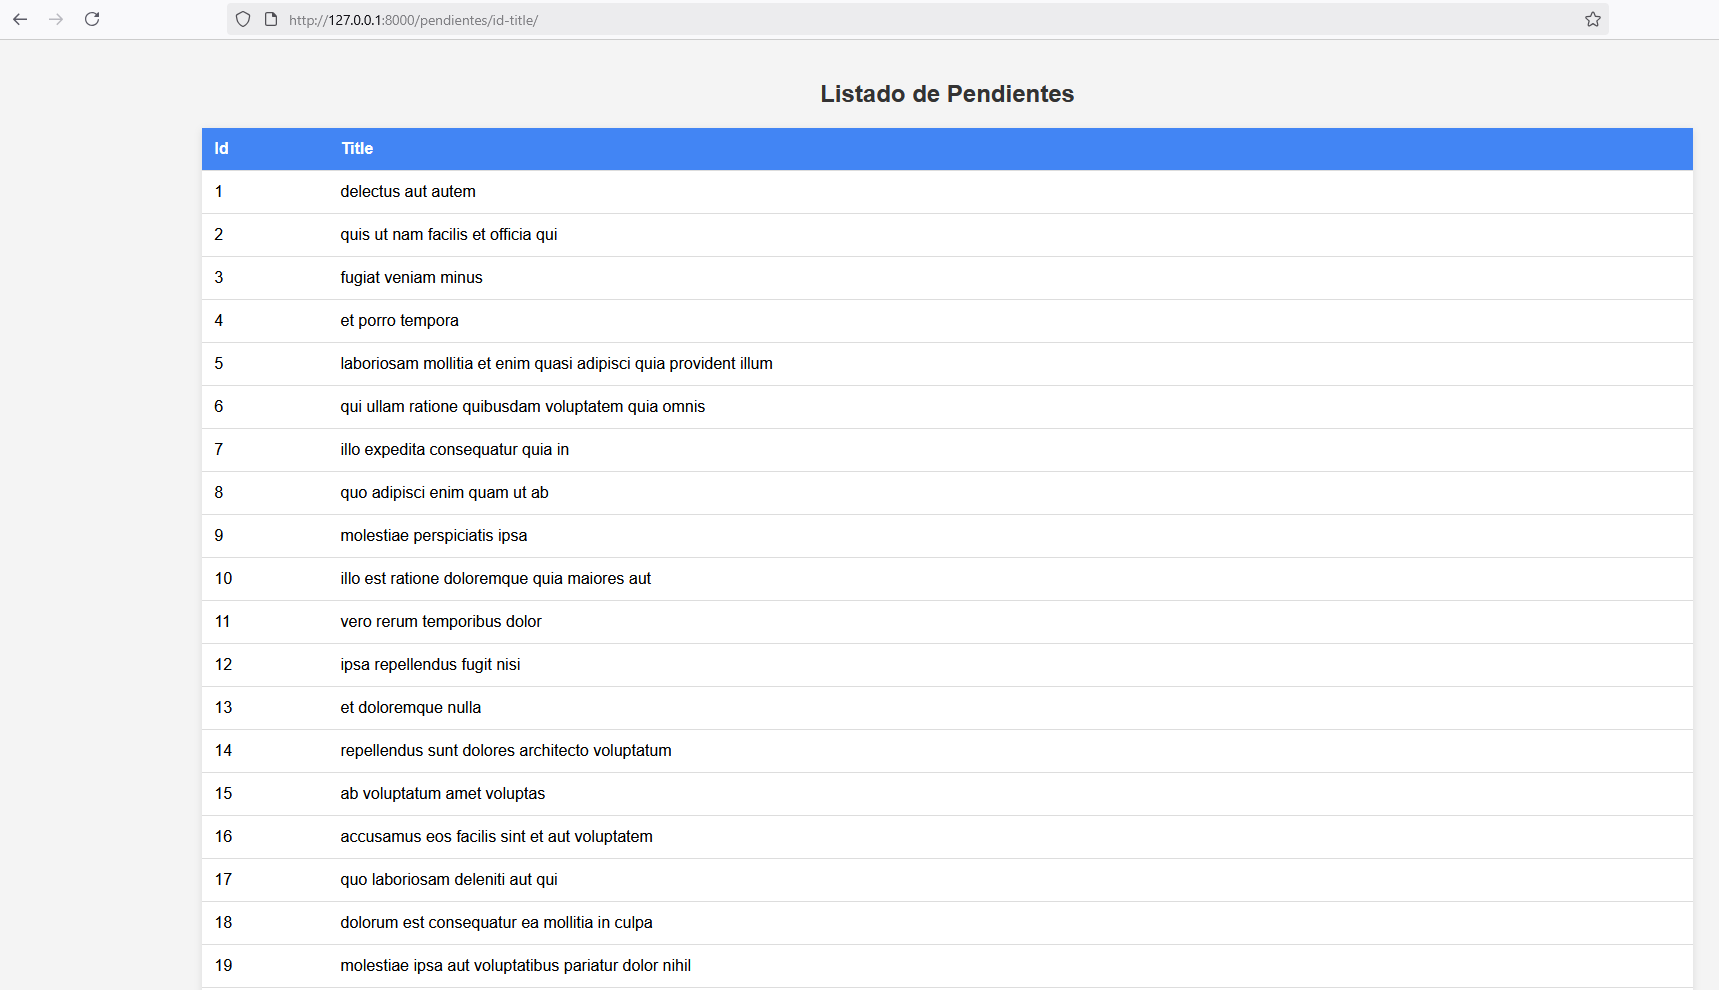 http://127.0.0.1:8000/pendientes/id-title/
Listado de Pendientes
Id Title
1 delectus aut autem
2 quis ut nam facilis et officia qui
3 fugiat veniam minus
4 et porro tempora
5 laboriosam mollitia et enim quasi adipisci quia provident illum
6 qui ullam ratione quibusdam voluptatem quia omnis
7 illo expedita consequatur quia in
8 quo adipisci enim quam ut ab
9 molestiae perspiciatis ipsa
10 illo est ratione doloremque quia maiores aut
11 vero rerum temporibus dolor
12 ipsa repellendus fugit nisi
13 et doloremque nulla
14 repellendus sunt dolores architecto voluptatum
15 ab voluptatum amet voluptas
16 accusamus eos facilis sint et aut voluptatem
17 quo laboriosam deleniti aut qui
18 dolorum est consequatur ea mollitia in culpa
19 molestiae ipsa aut voluptatibus pariatur dolor nihil